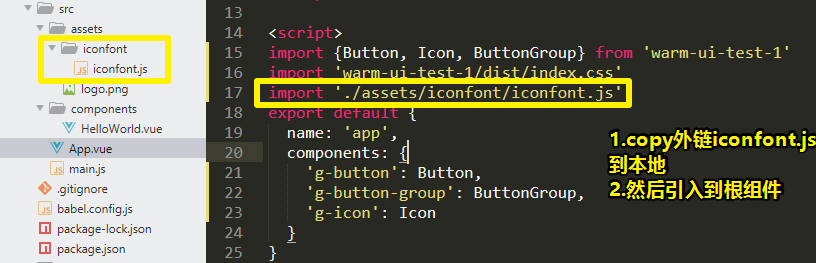 src
assets
iconfont
iconfont.js
logo.png
components
HelloWorld.vue
App.vue
main.js
.gitignore
babel.config.js
package-lock.json
package.json
13
14 <script>
15 import {Button, Icon, ButtonGroup} from 'warm-ui-test-1'
16 import 'warm-ui-test-1/dist/index.css'
17 import './assets/iconfont/iconfont.js'
18 export default {
19 name: 'app',
20 components: {
21 'g-button': Button,
22 'g-button-group': ButtonGroup,
23 'g-icon': Icon
24 }
25 }
1.copy外链iconfont.js
到本地
2.然后引入到根组件